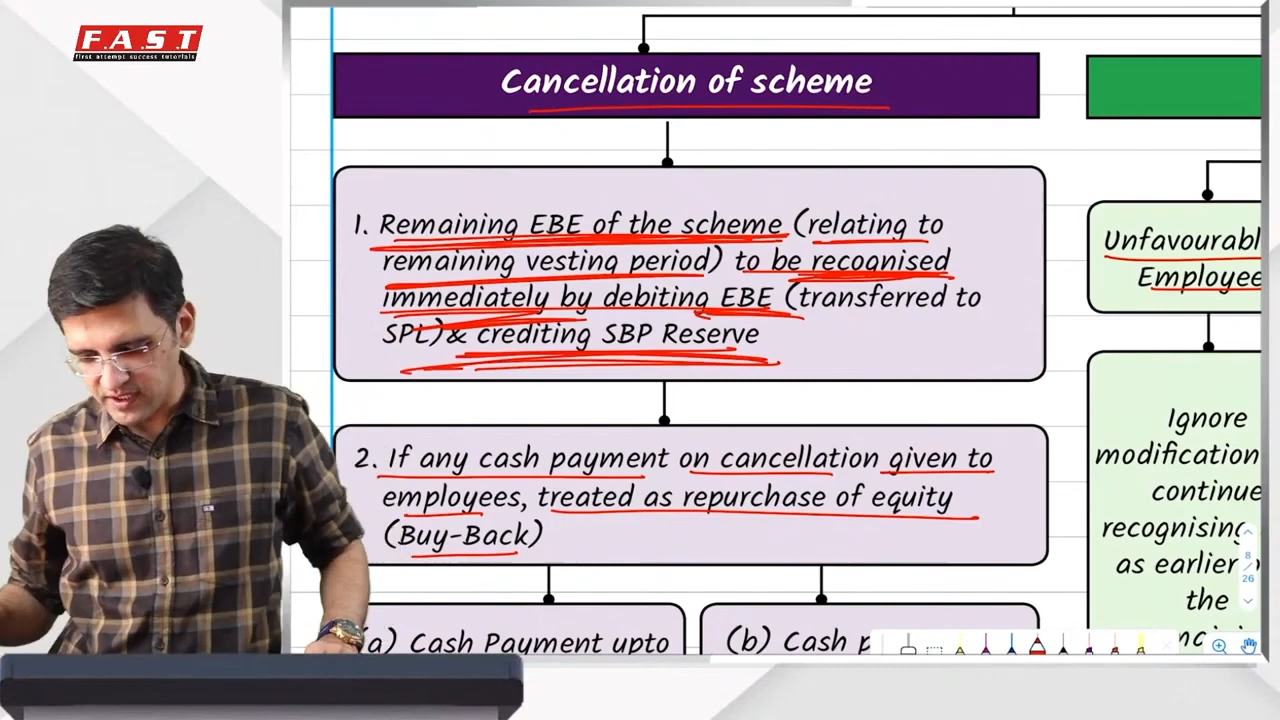 F.A.S.T
first attempt success tutorials
Cancellation of scheme
1. Remaining EBE of the scheme (relating to
remaining vesting period) to be recognised
immediately by debiting EBE (transferred to
SPL)& crediting SBP Reserve
2. If any cash payment on cancellation given to
employees, treated as repurchase of equity
(Buy-Back)
(a) Cash Payment upto
(b) Cash p
Unfavourabl
Employee
Ignore
modification
continue
recognising
as earlier
the
8
/
26